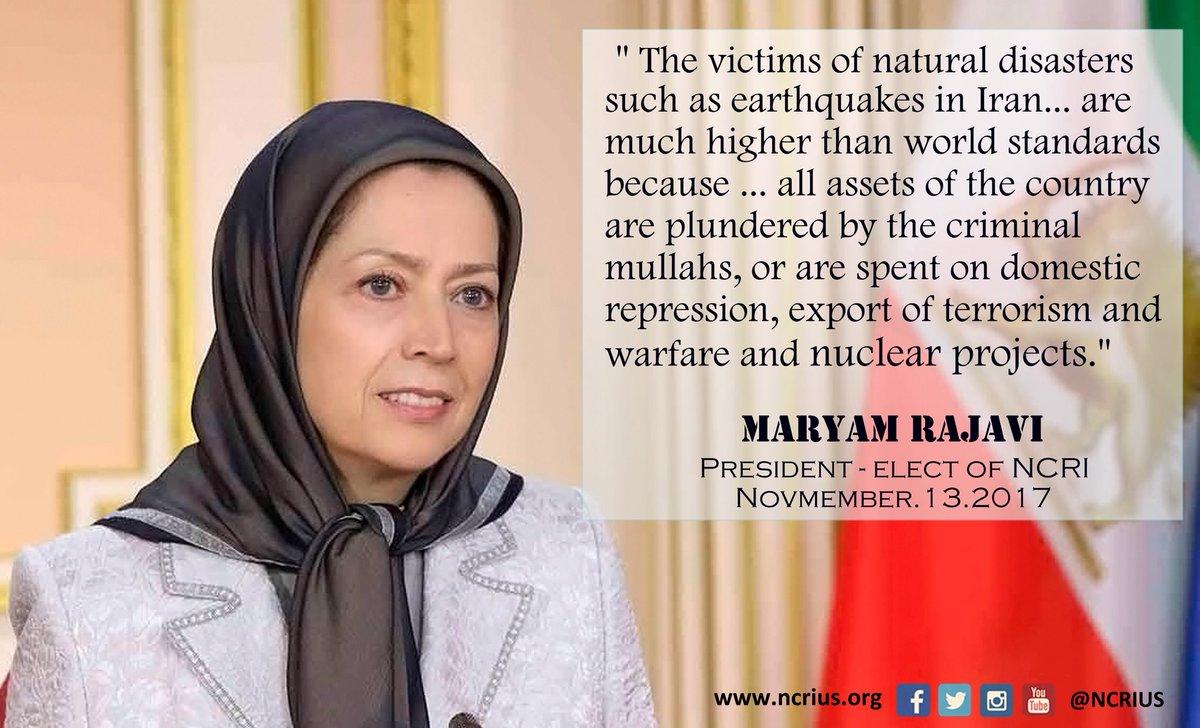 " The victims of natural disasters
such as earthquakes in Iran... are
much higher than world standards
because ... all assets of the country
are plundered by the criminal
mullahs, or are spent on domestic
repression, export of terrorism and
warfare and nuclear projects."
MARYAM RAJAVI
PRESIDENT - ELECT OF NCRI
NOVMEMBER.13.2017
www.ncrius.org f You Tube @NCRIUS